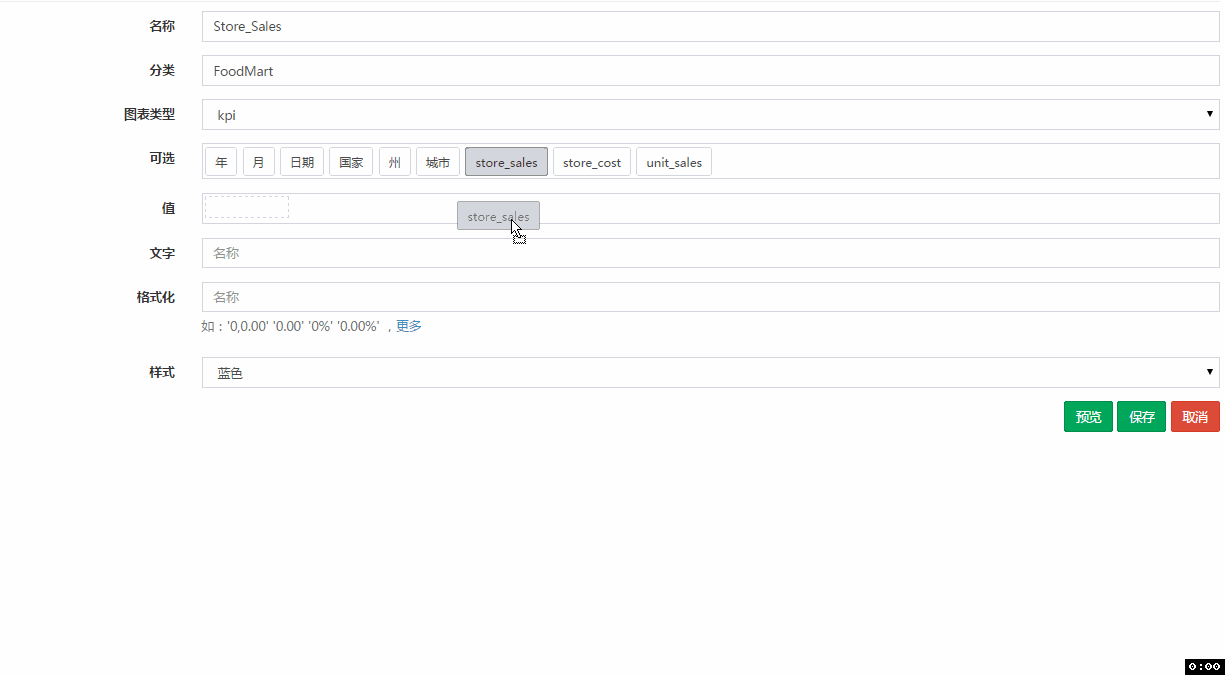 名称 Store_Sales
分类 FoodMart
图表类型 kpi
可选 年 月 日期 国家 州 城市 store_sales store_cost unit_sales
值 store_sales
文字 名称
格式化 名称
如：'0,0.00' '0.00' '0%' '0.00%' ，更多
样式 蓝色
预览 保存 取消
0:00